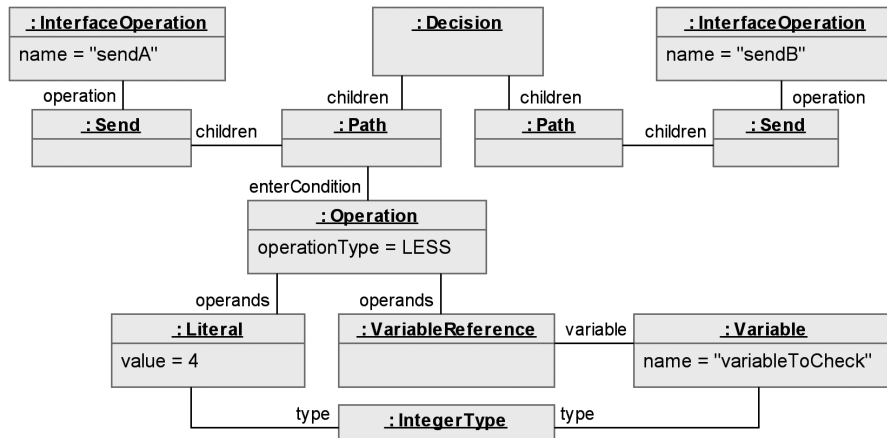 : InterfaceOperation
: Decision
: InterfaceOperation
name = "sendA"
name = "sendB"
operation
children
children
operation
: Send
children
: Path
: Path
children
: Send
enterCondition
: Operation
operationType = LESS
operands
operands
: Literal
: VariableReference
variable
: Variable
value = 4
name = "variableToCheck"
type
: IntegerType
type